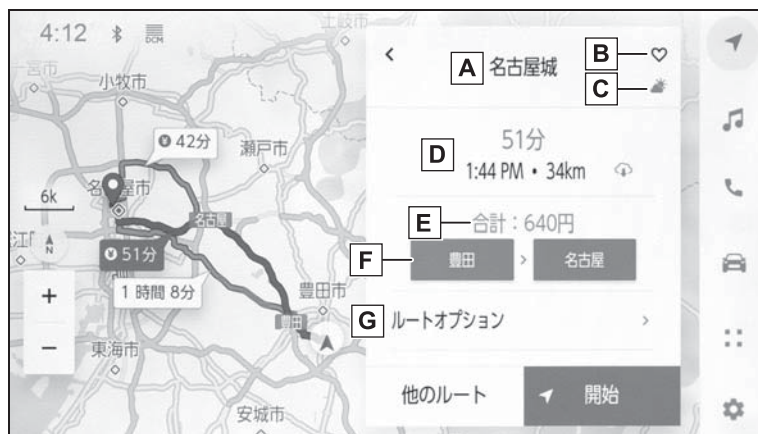 4:12
DCM
土岐市
一宮市
小牧市
42分
瀬戸市
名古屋市
6k
名古屋
N
51分
1 時間 8分
豊田市
豊田
+
−
東海市
安城市
A 名古屋城
B
C
D 51分
1:44 PM • 34km
E 合計：640円
F 豊田 > 名古屋
G ルートオプション
他のルート
開始